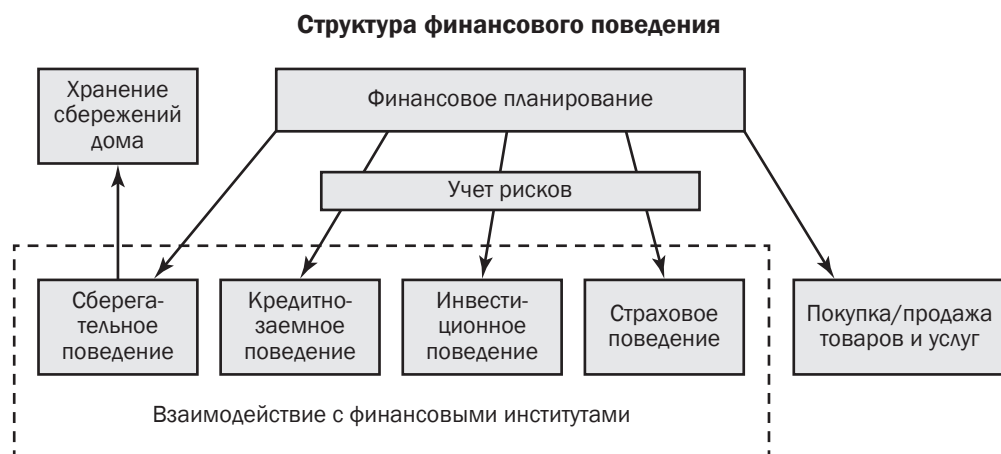 Структура финансового поведения
Хранение
сбережений
дома
Финансовое планирование
Учет рисков
Сберега-
тельное
поведение
Кредитно-
заемное
поведение
Инвести-
ционное
поведение
Страховое
поведение
Покупка/продажа
товаров и услуг
Взаимодействие с финансовыми институтами